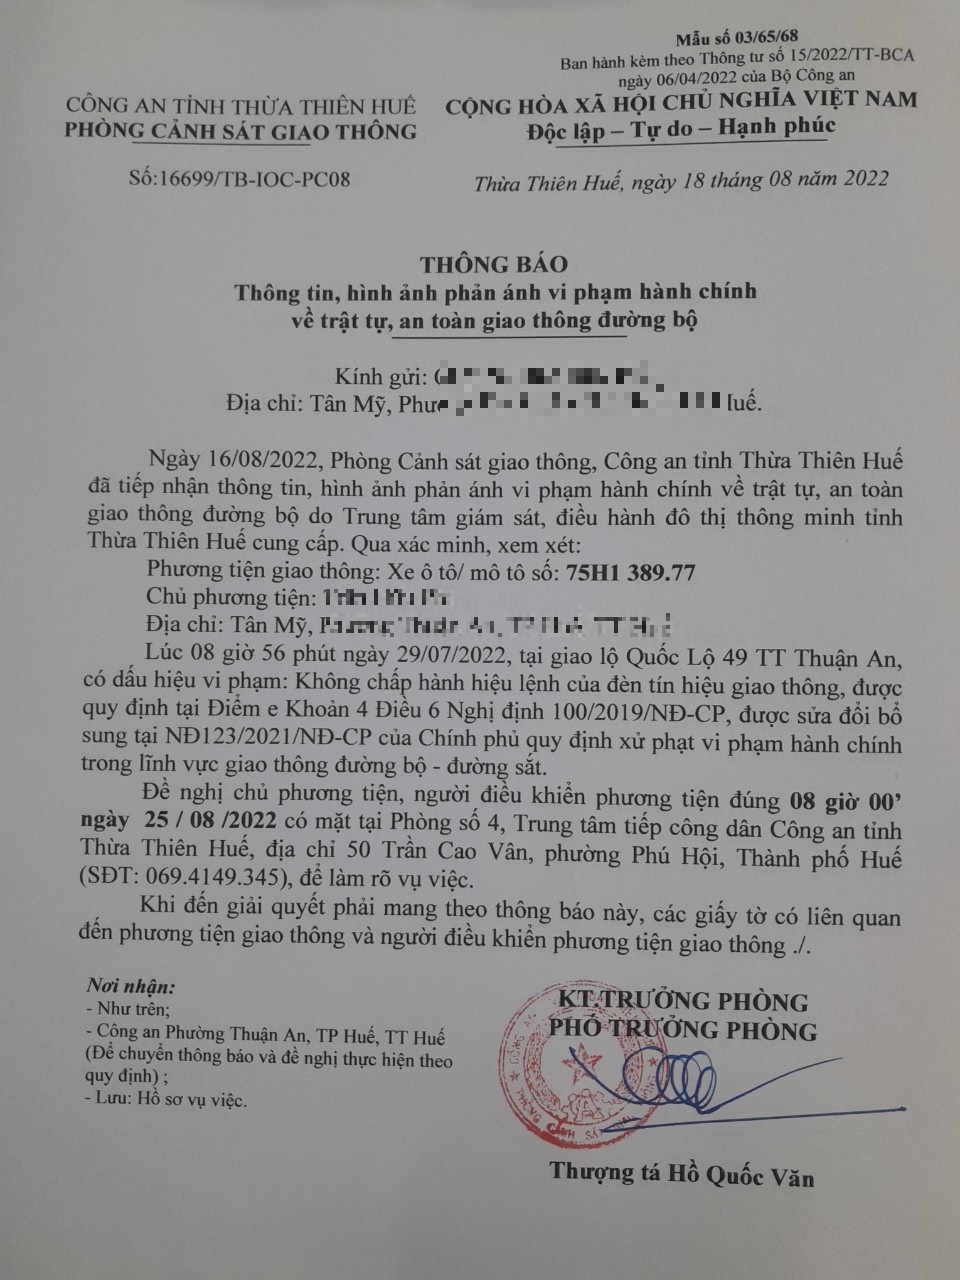 Mẫu số 03/65/68
Ban hành kèm theo Thông tư số 15/2022/TT-BCA
ngày 06/04/2022 của Bộ Công an
CÔNG AN TỈNH THỪA THIÊN HUẾ
PHÒNG CẢNH SÁT GIAO THÔNG
CỘNG HÒA XÃ HỘI CHỦ NGHĨA VIỆT NAM
Độc lập – Tự do – Hạnh phúc
Số:16699/TB-IOC-PC08
Thừa Thiên Huế, ngày 18 tháng 08 năm 2022
THÔNG BÁO
Thông tin, hình ảnh phản ánh vi phạm hành chính
về trật tự, an toàn giao thông đường bộ
Kính gửi:
Địa chỉ: Tân Mỹ,
Ngày 16/08/2022, Phòng Cảnh sát giao thông, Công an tỉnh Thừa Thiên Huế
đã tiếp nhận thông tin, hình ảnh phản ánh vi phạm hành chính về trật tự, an toàn
giao thông đường bộ do Trung tâm giám sát, điều hành đô thị thông minh tỉnh
Thừa Thiên Huế cung cấp. Qua xác minh, xem xét:
Phương tiện giao thông: Xe ô tô/ mô tô số: 75H1 389.77
Chủ phương tiện:
Địa chỉ: Tân Mỹ,
Lúc 08 giờ 56 phút ngày 29/07/2022, tại giao lộ Quốc Lộ 49 TT Thuận An,
có dấu hiệu vi phạm: Không chấp hành hiệu lệnh của đèn tín hiệu giao thông, được
quy định tại Điểm e Khoản 4 Điều 6 Nghị định 100/2019/NĐ-CP, được sửa đổi bổ
sung tại NĐ123/2021/NĐ-CP của Chính phủ quy định xử phạt vi phạm hành chính
trong lĩnh vực giao thông đường bộ - đường sắt.
Đề nghị chủ phương tiện, người điều khiển phương tiện đúng 08 giờ 00’
ngày 25 / 08 /2022 có mặt tại Phòng số 4, Trung tâm tiếp công dân Công an tỉnh
Thừa Thiên Huế, địa chỉ 50 Trần Cao Vân, phường Phú Hội, Thành phố Huế
(SĐT: 069.4149.345), để làm rõ vụ việc.
Khi đến giải quyết phải mang theo thông báo này, các giấy tờ có liên quan
đến phương tiện giao thông và người điều khiển phương tiện giao thông ./.
Nơi nhận:
- Như trên;
- Công an Phường Thuận An, TP Huế, TT Huế
(Để chuyển thông báo và đề nghị thực hiện theo
quy định) ;
- Lưu: Hồ sơ vụ việc.
KT.TRƯỞNG PHÒNG
PHÓ TRƯỞNG PHÒNG
Thượng tá Hồ Quốc Văn